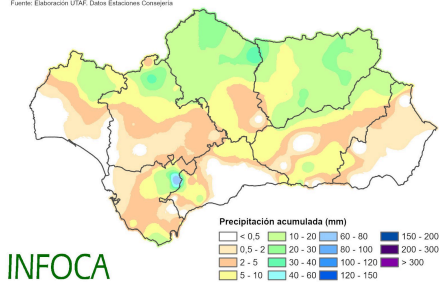 Fuente: Elaboración UTAF. Datos Estaciones Consejería
Precipitación acumulada (mm)
< 0,5 10 - 20 60 - 80 150 - 200
0,5 - 2 20 - 30 80 - 100 200 - 300
2 - 5 30 - 40 100 - 120 > 300
5 - 10 40 - 60 120 - 150
INFOCA